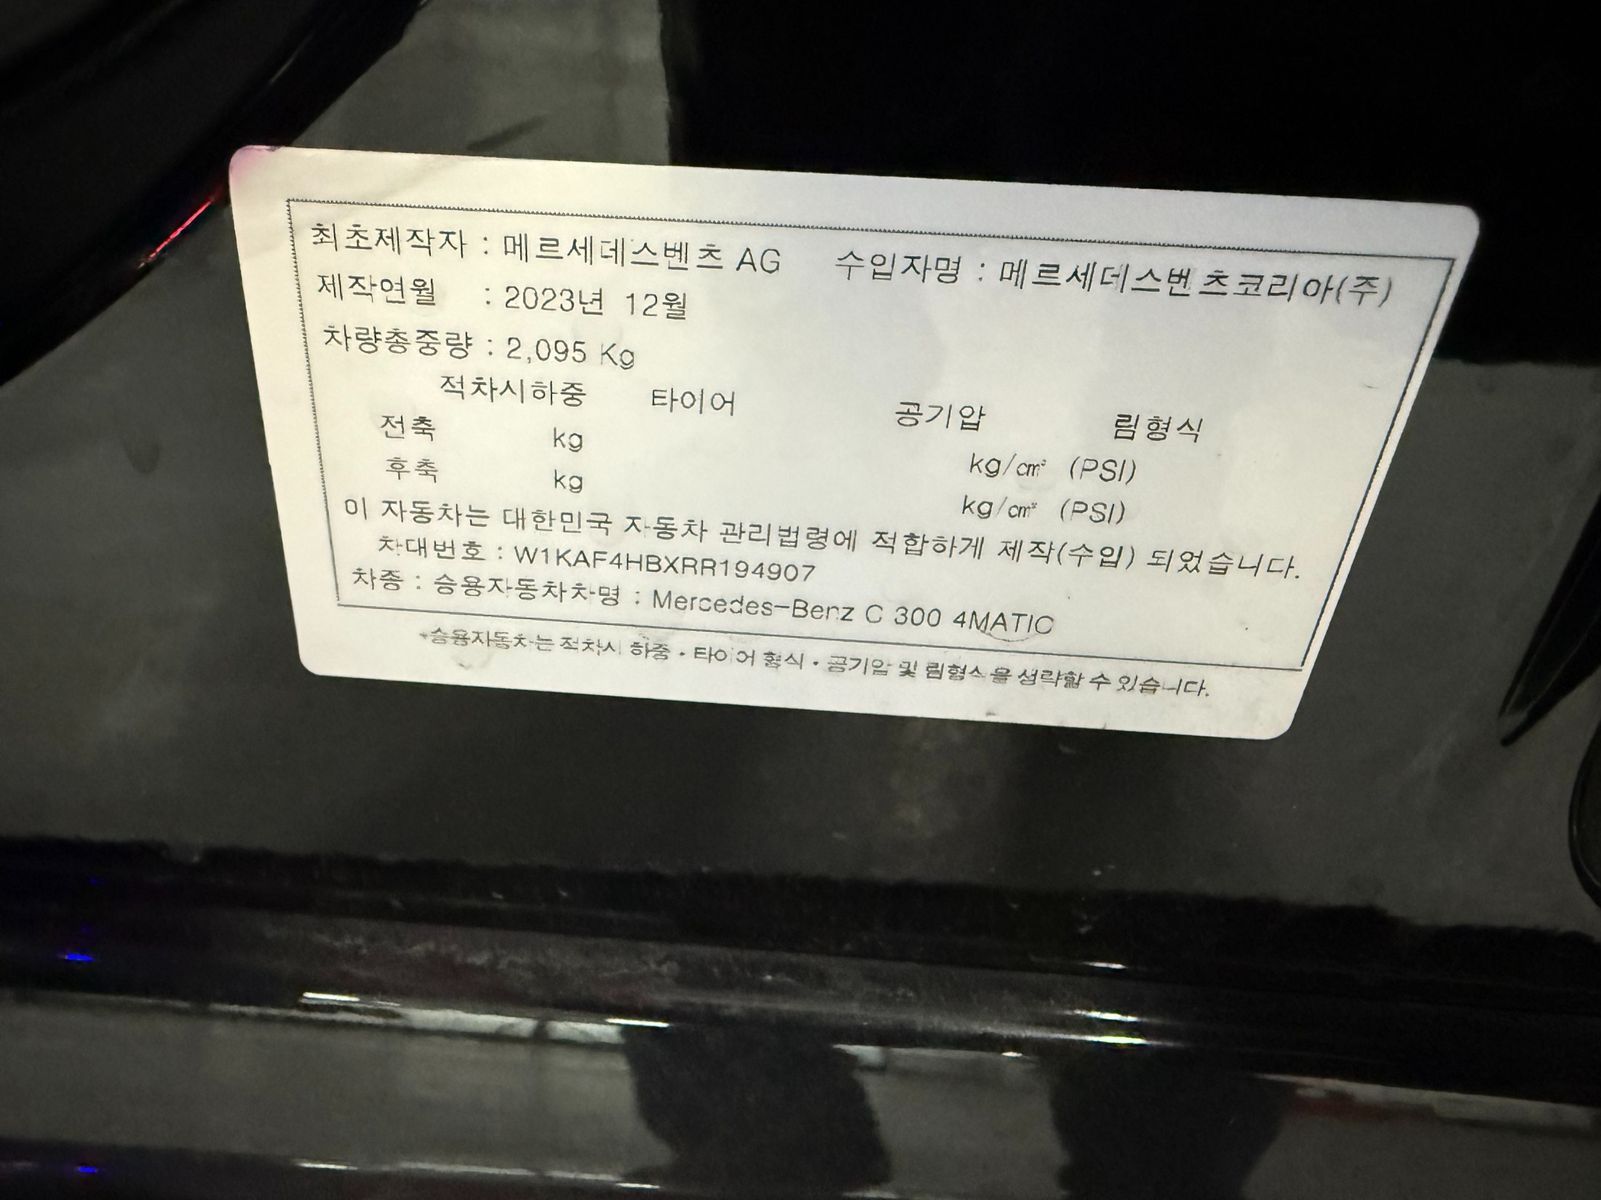 최초제작자 : 메르세데스벤츠 AG 수입자명 : 메르세데스벤츠코리아(주)
제작연월 : 2023년 12월
차량총중량 : 2,095 Kg
적차시하중 타이어 공기압 림형식
전축 kg kg/㎠ (PSI)
후축 kg kg/㎠ (PSI)
이 자동차는 대한민국 자동차 관리법령에 적합하게 제작(수입) 되었습니다.
차대번호 : W1KAF4HBXRR194907
차종 : 승용자동차차명 : Mercedes-Benz C 300 4MATIC
*승용자동차는 적차시 하중·타이어 형식·공기압 및 림형식을 생략할 수 있습니다.